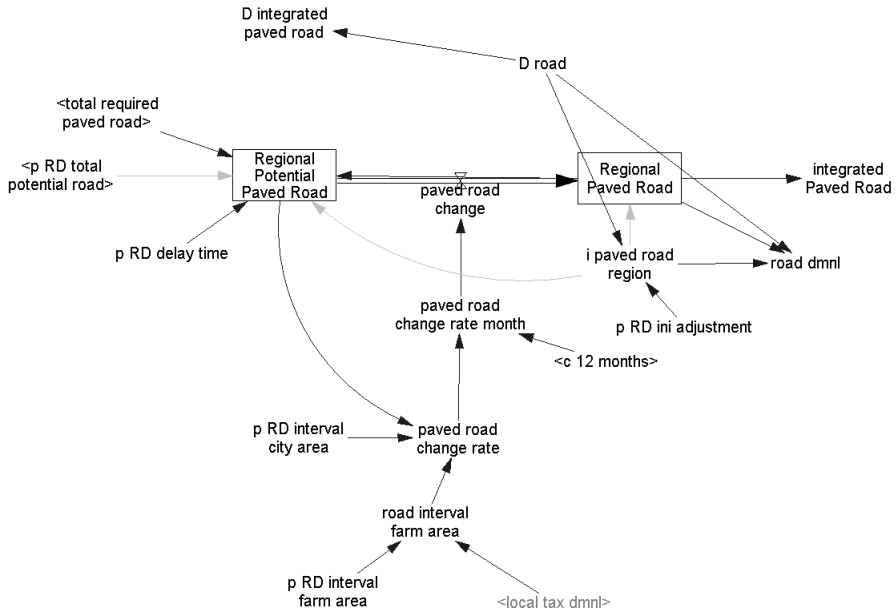 D integrated
paved road
D road
<total required
paved road>
<p RD total
potential road>
Regional
Potential
Paved Road
paved road
change
Regional
Paved Road
integrated
Paved Road
p RD delay time
i paved road
region
road dmnl
paved road
change rate month
p RD ini adjustment
<c 12 months>
p RD interval
city area
paved road
change rate
road interval
farm area
p RD interval
farm area
<local tax dmnl>